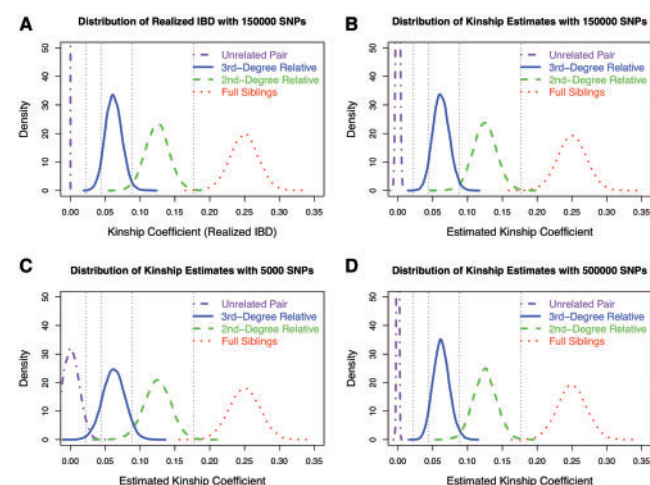 A
Distribution of Realized IBD with 150000 SNPs
Unrelated Pair
3rd-Degree Relative
2nd-Degree Relative
Full Siblings
Density
50
40
30
20
10
0
0.00 0.05 0.10 0.15 0.20 0.25 0.30 0.35
Kinship Coefficient (Realized IBD)
B
Distribution of Kinship Estimates with 150000 SNPs
Unrelated Pair
3rd-Degree Relative
2nd-Degree Relative
Full Siblings
Density
50
40
30
20
10
0
0.00 0.05 0.10 0.15 0.20 0.25 0.30 0.35
Estimated Kinship Coefficient
C
Distribution of Kinship Estimates with 5000 SNPs
Unrelated Pair
3rd-Degree Relative
2nd-Degree Relative
Full Siblings
Density
50
40
30
20
10
0
0.00 0.05 0.10 0.15 0.20 0.25 0.30 0.35
Estimated Kinship Coefficient
D
Distribution of Kinship Estimates with 500000 SNPs
Unrelated Pair
3rd-Degree Relative
2nd-Degree Relative
Full Siblings
Density
50
40
30
20
10
0
0.00 0.05 0.10 0.15 0.20 0.25 0.30 0.35
Estimated Kinship Coefficient